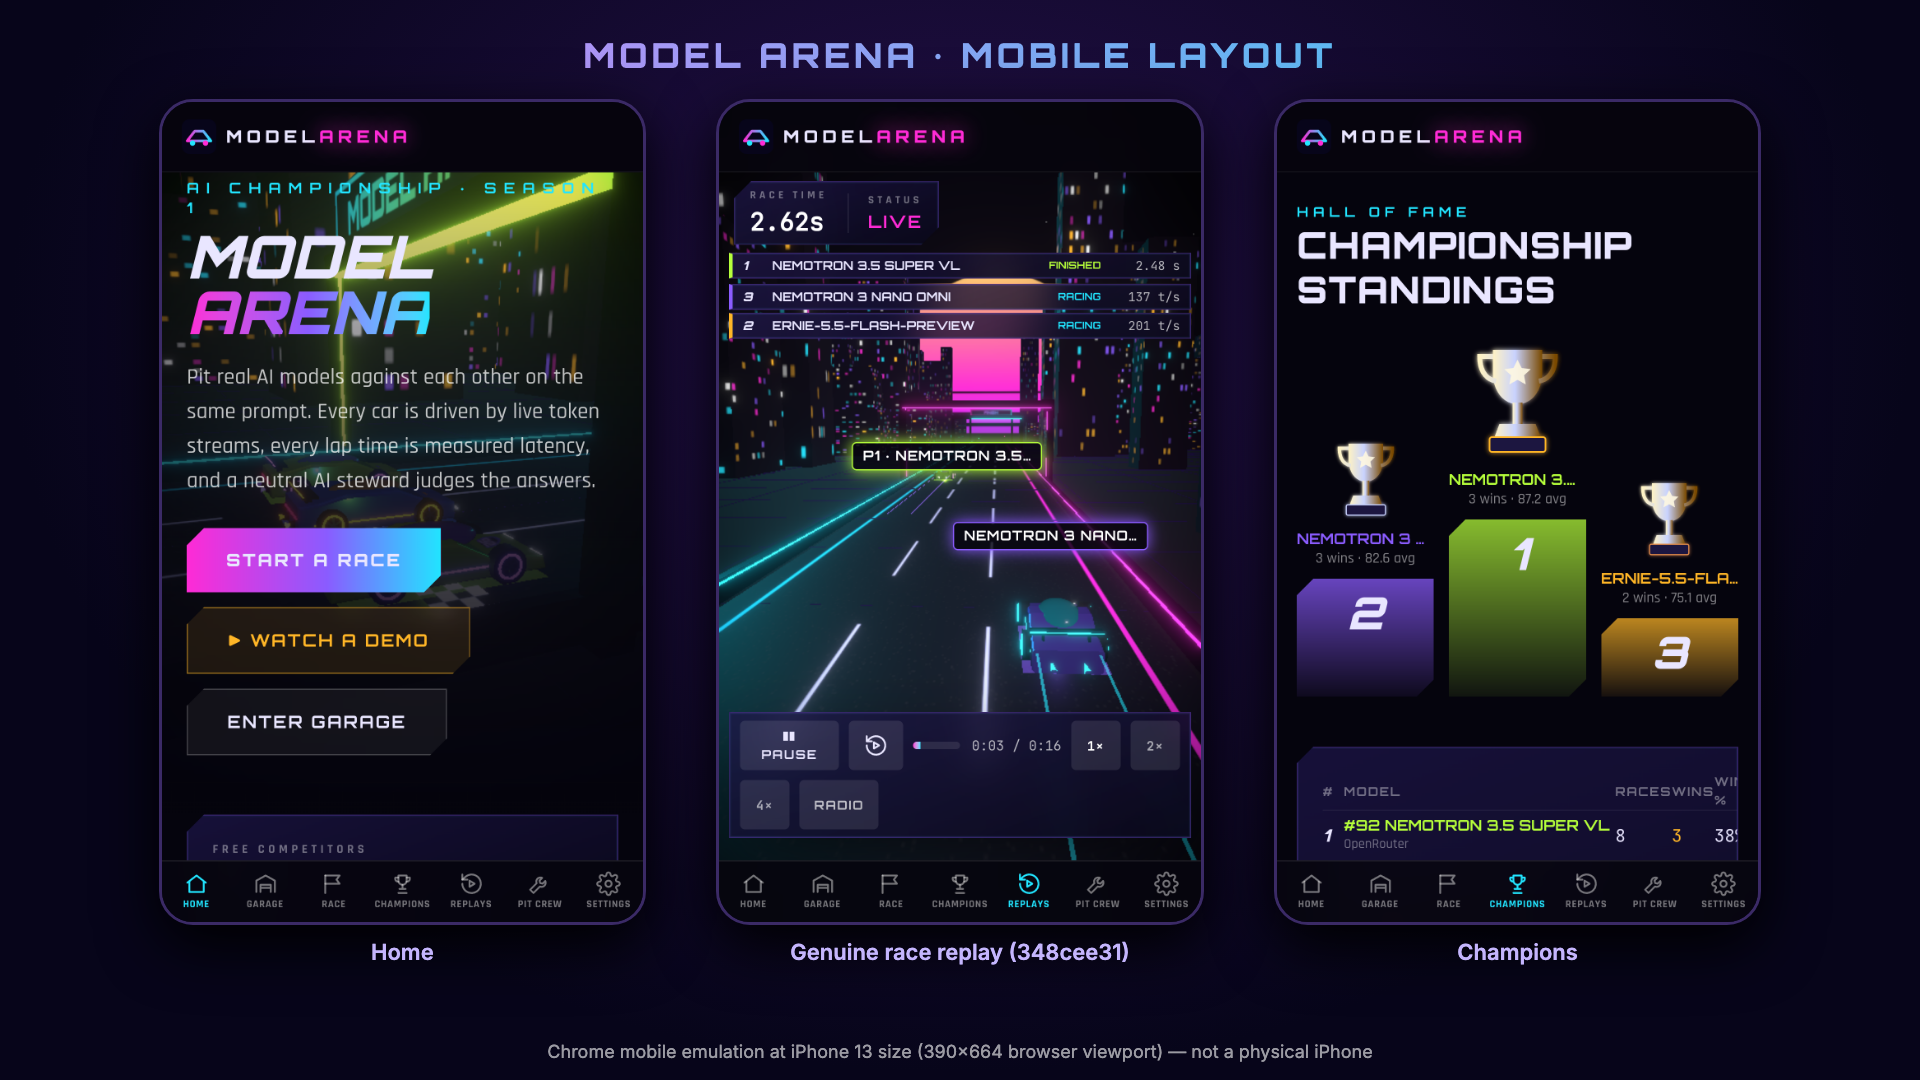 MODEL ARENA · MOBILE LAYOUT
MODELARENA
AI CHAMPIONSHIP · SEASON
1
MODEL
ARENA
Pit real AI models against each other on the
same prompt. Every car is driven by live token
streams, every lap time is measured latency,
and a neutral AI steward judges the answers.
START A RACE
▶ WATCH A DEMO
ENTER GARAGE
FREE COMPETITORS
HOME GARAGE RACE CHAMPIONS REPLAYS PIT CREW SETTINGS
Home
MODELARENA
RACE TIME STATUS
2.62s LIVE
1 NEMOTRON 3.5 SUPER VL FINISHED 2.48 s
3 NEMOTRON 3 NANO OMNI RACING 137 t/s
2 ERNIE-5.5-FLASH-PREVIEW RACING 201 t/s
P1 · NEMOTRON 3.5…
NEMOTRON 3 NANO…
PAUSE 0:03 / 0:16 1× 2×
4× RADIO
HOME GARAGE RACE CHAMPIONS REPLAYS PIT CREW SETTINGS
Genuine race replay (348cee31)
MODELARENA
HALL OF FAME
CHAMPIONSHIP
STANDINGS
NEMOTRON 3.…
3 wins · 87.2 avg
1
NEMOTRON 3 …
3 wins · 82.6 avg
2
ERNIE-5.5-FLA…
2 wins · 75.1 avg
3
# MODEL RACES WINS WIN %
1 #92 NEMOTRON 3.5 SUPER VL 8 3 38%
OpenRouter
HOME GARAGE RACE CHAMPIONS REPLAYS PIT CREW SETTINGS
Champions
Chrome mobile emulation at iPhone 13 size (390×664 browser viewport) — not a physical iPhone